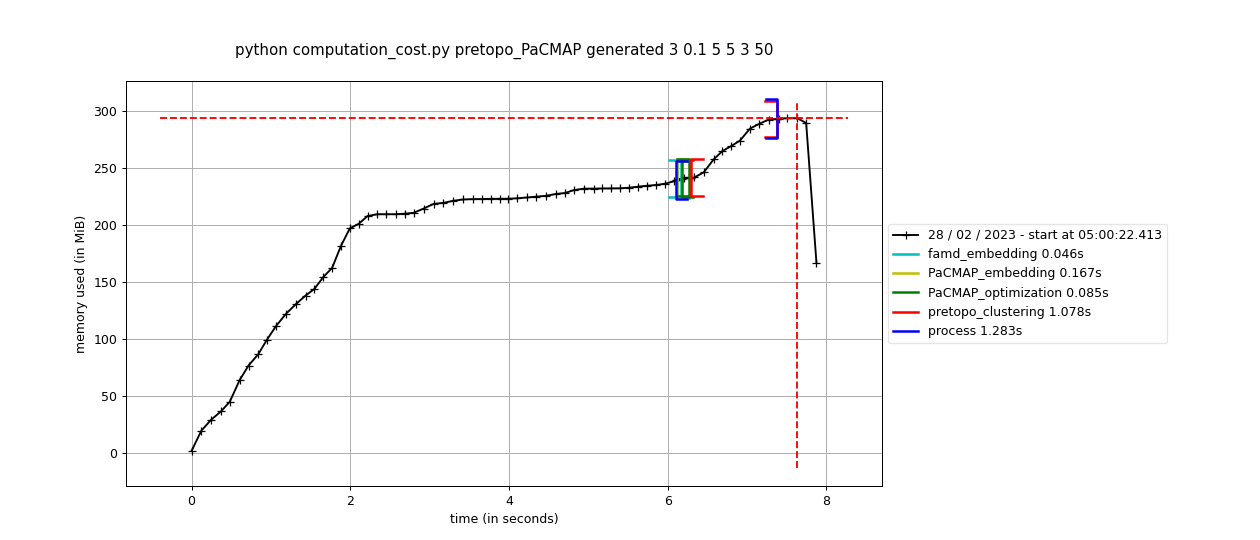 python computation_cost.py pretopo_PaCMAP generated 3 0.1 5 5 3 50
memory used (in MiB)
300
250
200
150
100
50
0
0 2 4 6 8
time (in seconds)
28 / 02 / 2023 - start at 05:00:22.413
famd_embedding 0.046s
PaCMAP_embedding 0.167s
PaCMAP_optimization 0.085s
pretopo_clustering 1.078s
process 1.283s